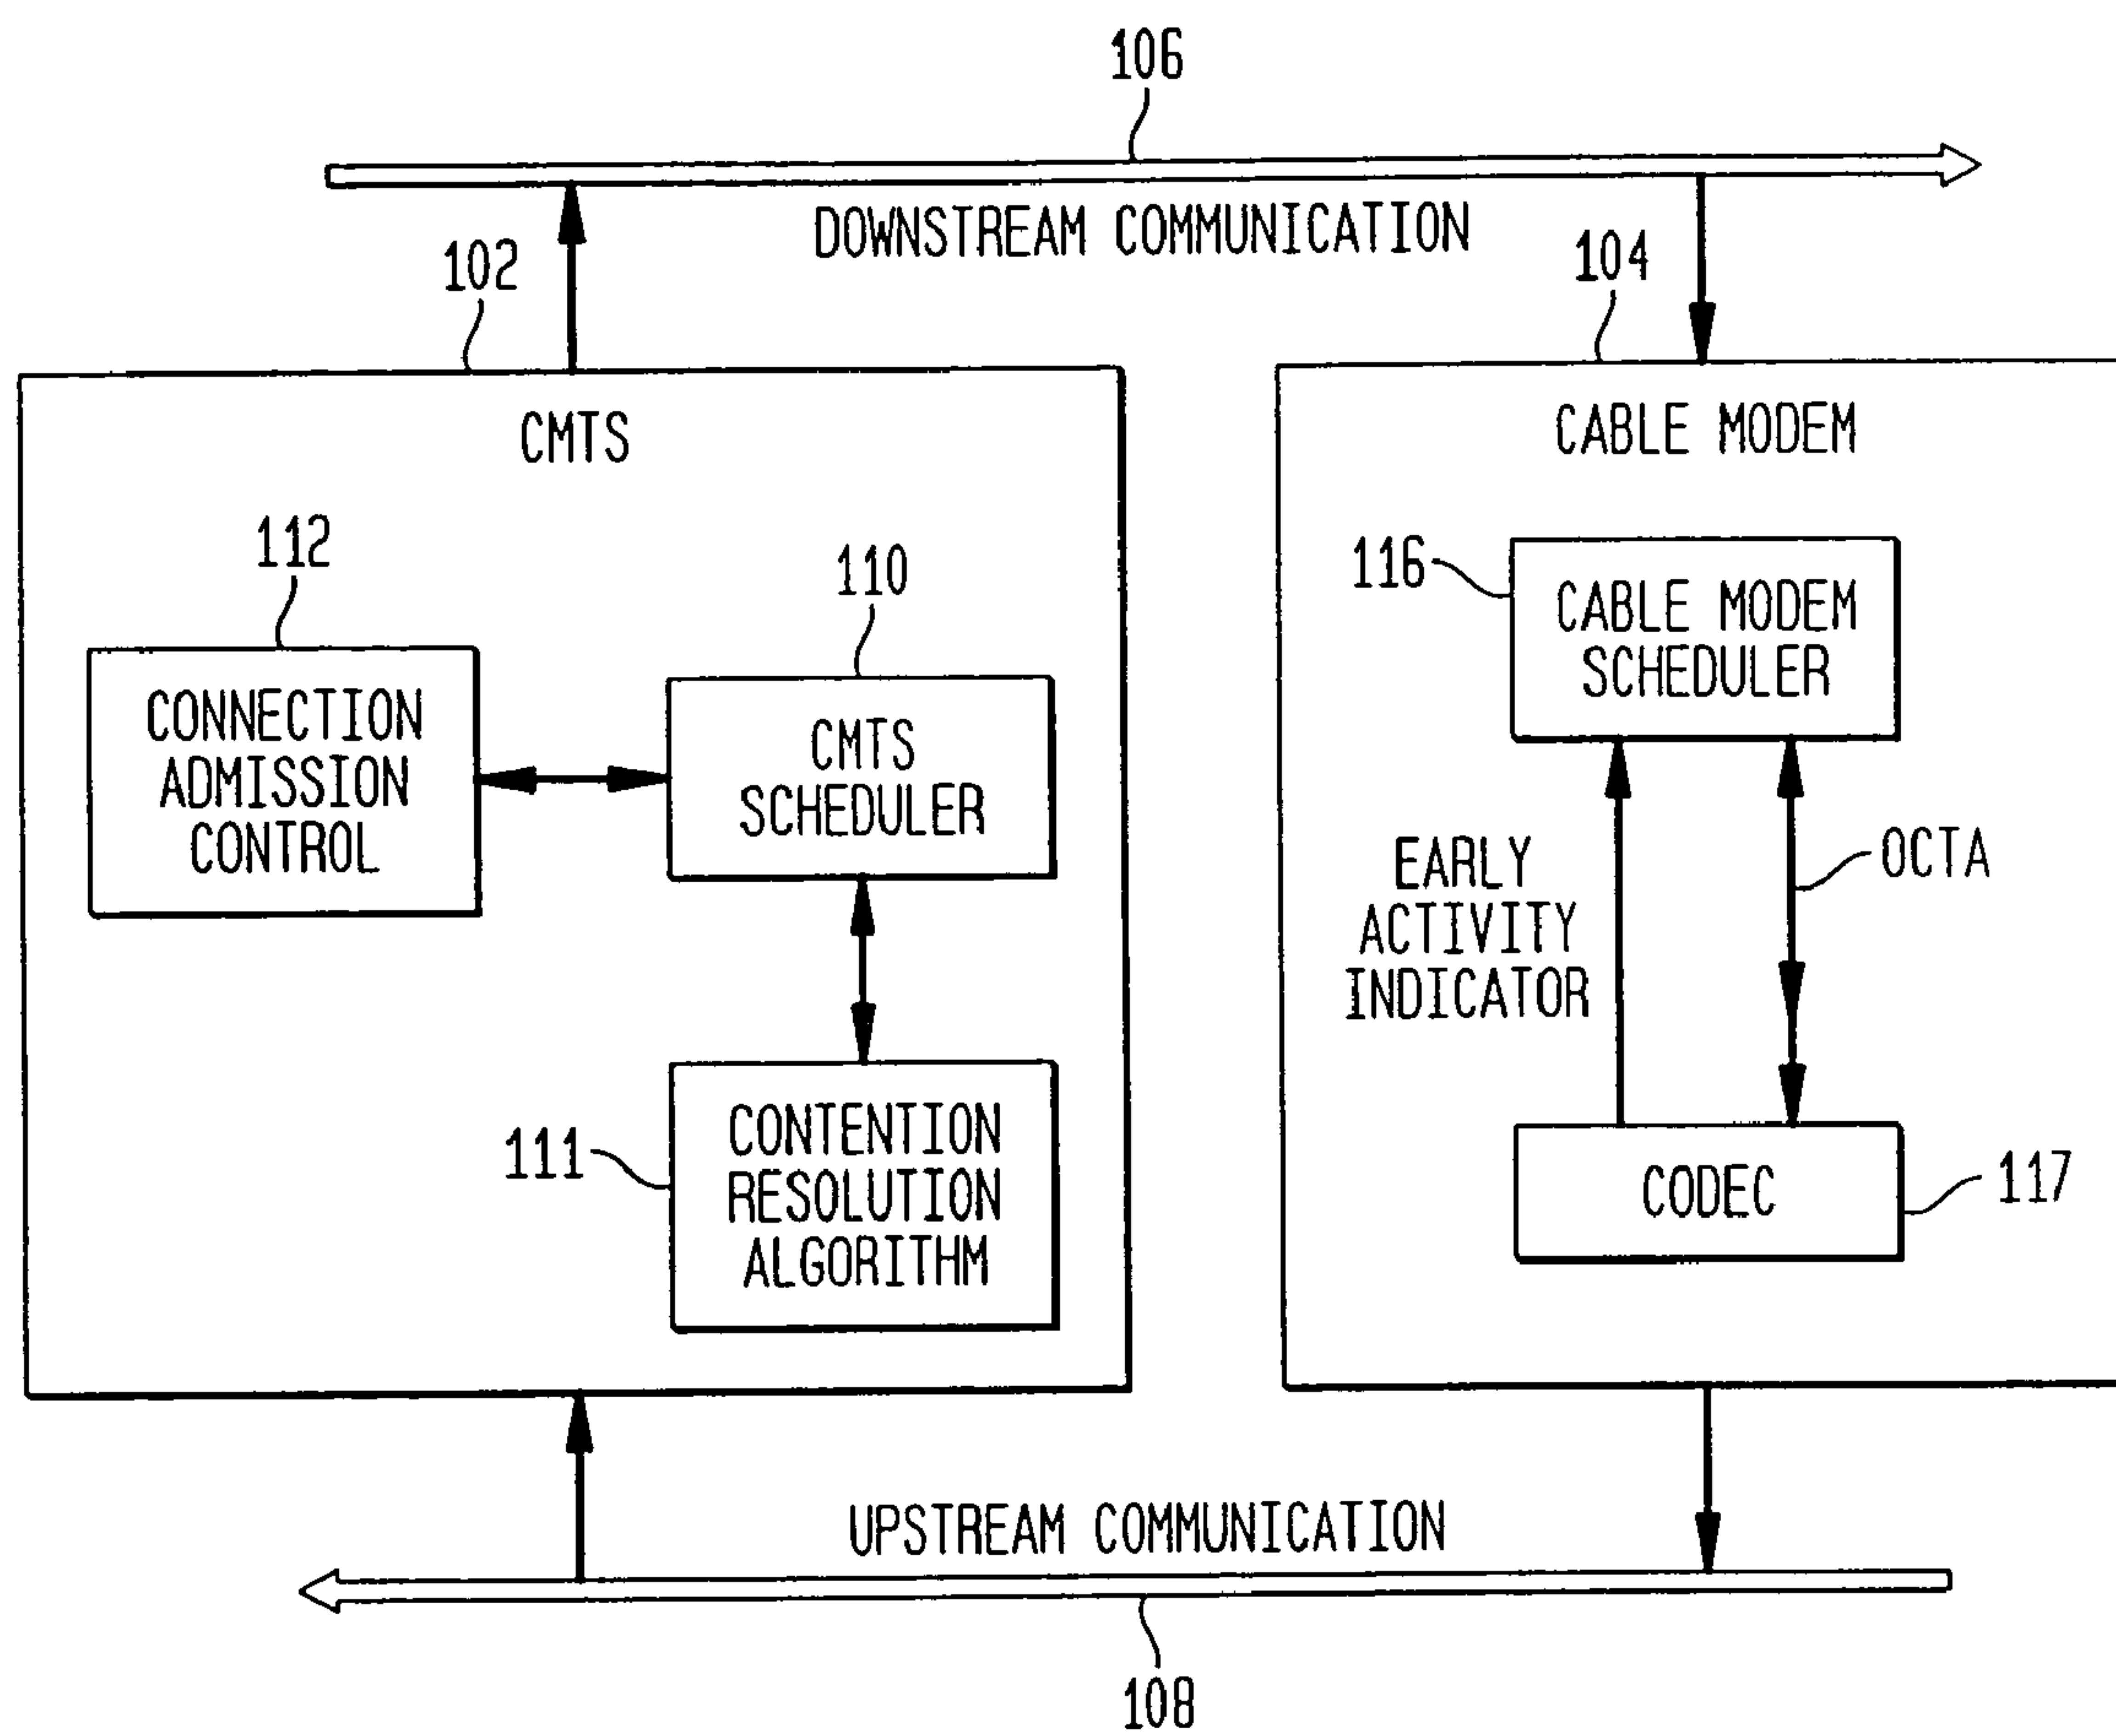 106
DOWNSTREAM COMMUNICATION
102
104
CMTS
CABLE MODEM
112
110
116
CABLE MODEM
SCHEDULER
CONNECTION
ADMISSION
CONTROL
CMTS
SCHEDULER
EARLY
ACTIVITY
INDICATOR
OCTA
111
CONTENTION
RESOLUTION
ALGORITHM
CODEC
117
UPSTREAM COMMUNICATION
108